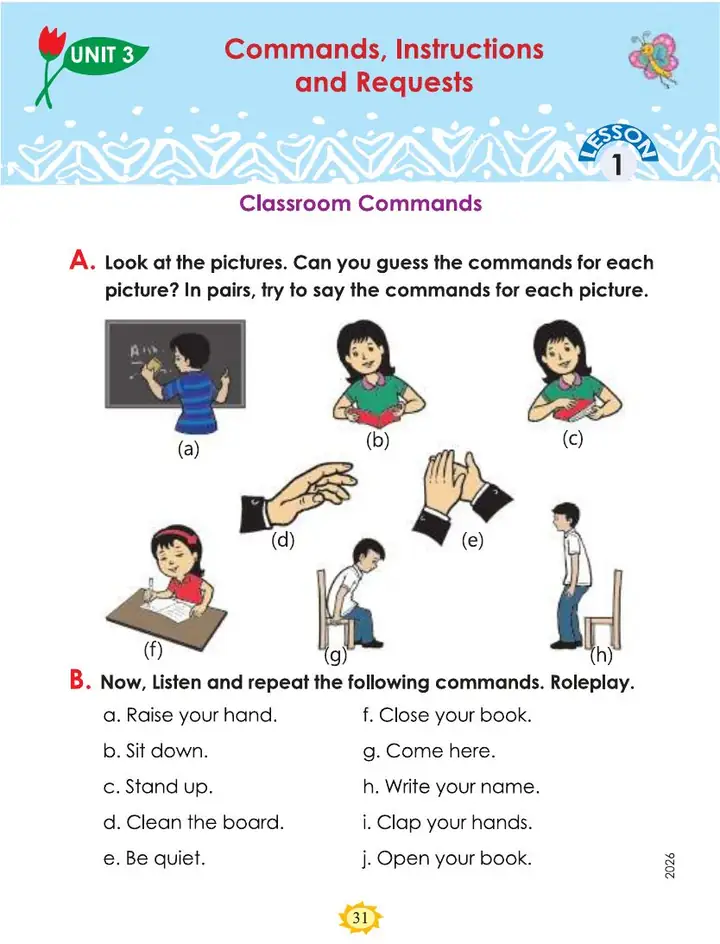 UNIT 3
Commands, Instructions
and Requests
LESSON
1
Classroom Commands
A. Look at the pictures. Can you guess the commands for each
picture? In pairs, try to say the commands for each picture.
(a)
(b)
(c)
(d)
(e)
(f)
(g)
(h)
B. Now, Listen and repeat the following commands. Roleplay.
a. Raise your hand.
b. Sit down.
c. Stand up.
d. Clean the board.
e. Be quiet.
f. Close your book.
g. Come here.
h. Write your name.
i. Clap your hands.
j. Open your book.
2026
31